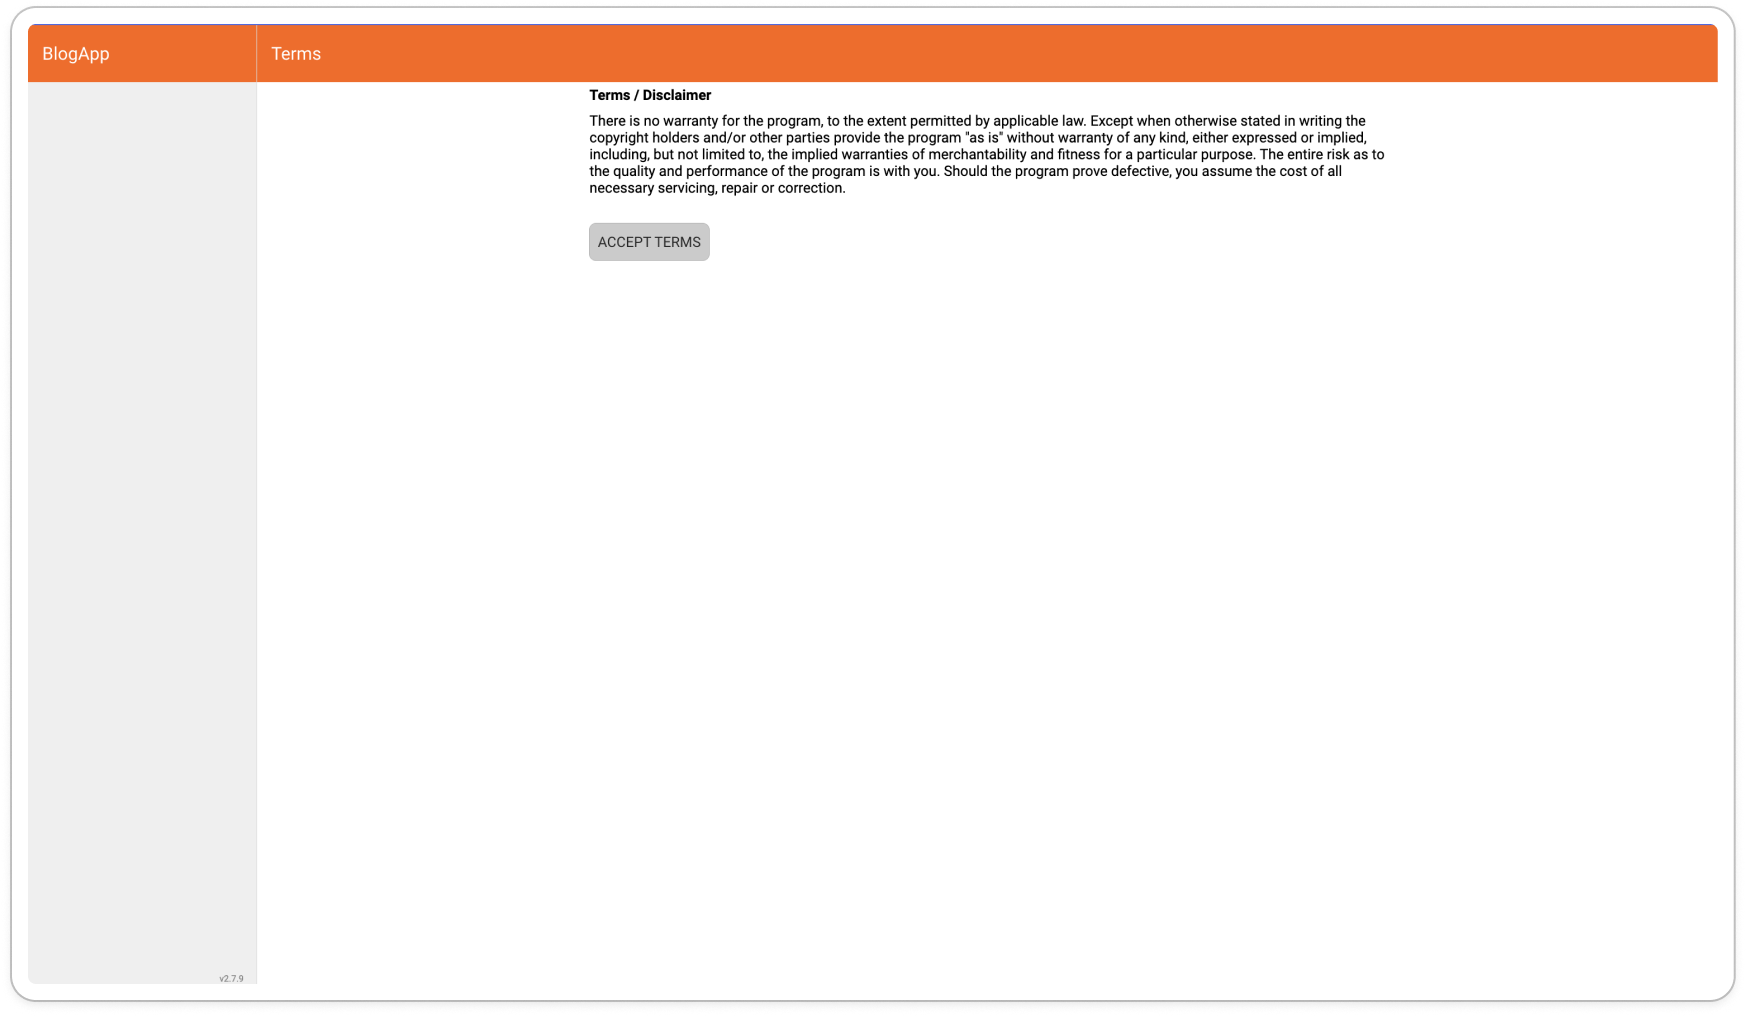 BlogApp
Terms
Terms / Disclaimer
There is no warranty for the program, to the extent permitted by applicable law. Except when otherwise stated in writing the
copyright holders and/or other parties provide the program "as is" without warranty of any kind, either expressed or implied,
including, but not limited to, the implied warranties of merchantability and fitness for a particular purpose. The entire risk as to
the quality and performance of the program is with you. Should the program prove defective, you assume the cost of all
necessary servicing, repair or correction.
ACCEPT TERMS
v2.7.9